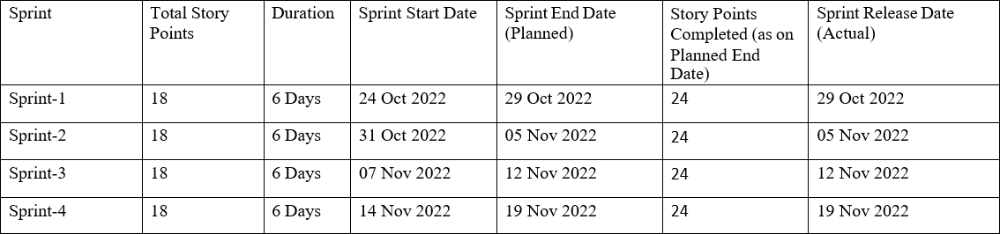 Sprint Total Story Points Duration Sprint Start Date Sprint End Date (Planned) Story Points Completed (as on Planned End Date) Sprint Release Date (Actual)
Sprint-1 18 6 Days 24 Oct 2022 29 Oct 2022 24 29 Oct 2022
Sprint-2 18 6 Days 31 Oct 2022 05 Nov 2022 24 05 Nov 2022
Sprint-3 18 6 Days 07 Nov 2022 12 Nov 2022 24 12 Nov 2022
Sprint-4 18 6 Days 14 Nov 2022 19 Nov 2022 24 19 Nov 2022